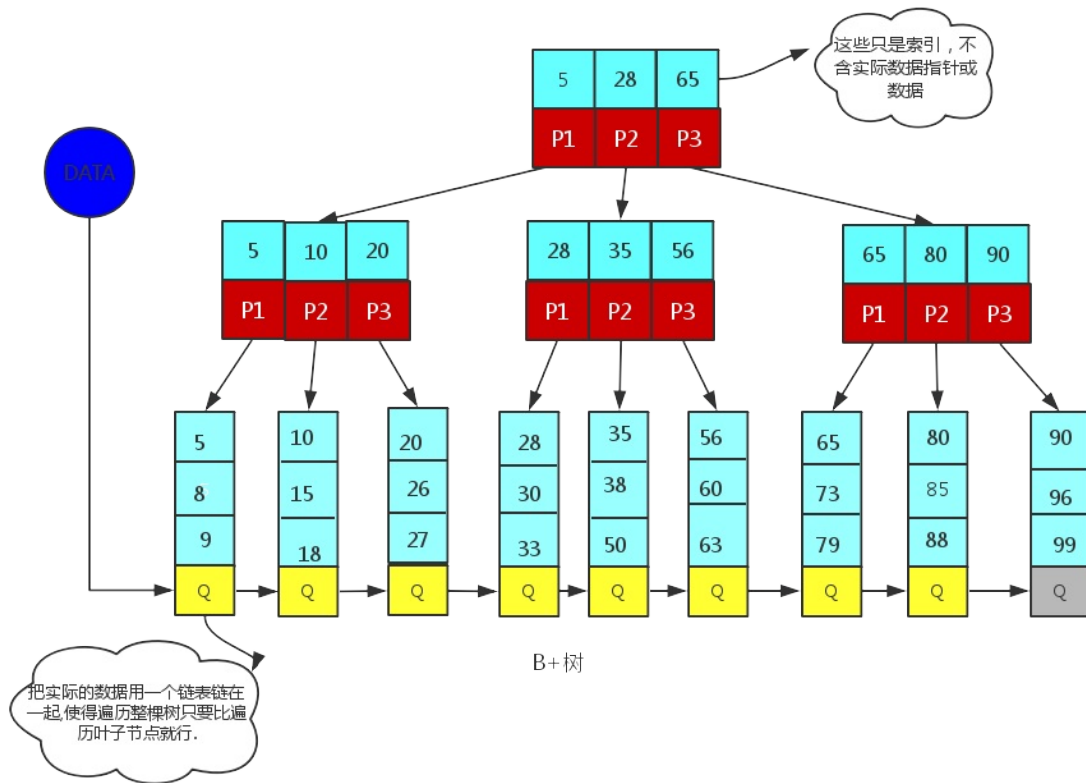 这些只是索引，不
含实际数据指针或
数据
5 28 65
P1 P2 P3
DATA
5 10 20
P1 P2 P3
28 35 56
P1 P2 P3
65 80 90
P1 P2 P3
5
8
9
Q
10
15
18
Q
20
26
27
Q
28
30
33
Q
35
38
50
Q
56
60
63
Q
65
73
79
Q
80
85
88
Q
90
96
99
Q
B+树
把实际的数据用一个链表链在
一起,使得遍历整棵树只要比遍
历叶子节点就行.